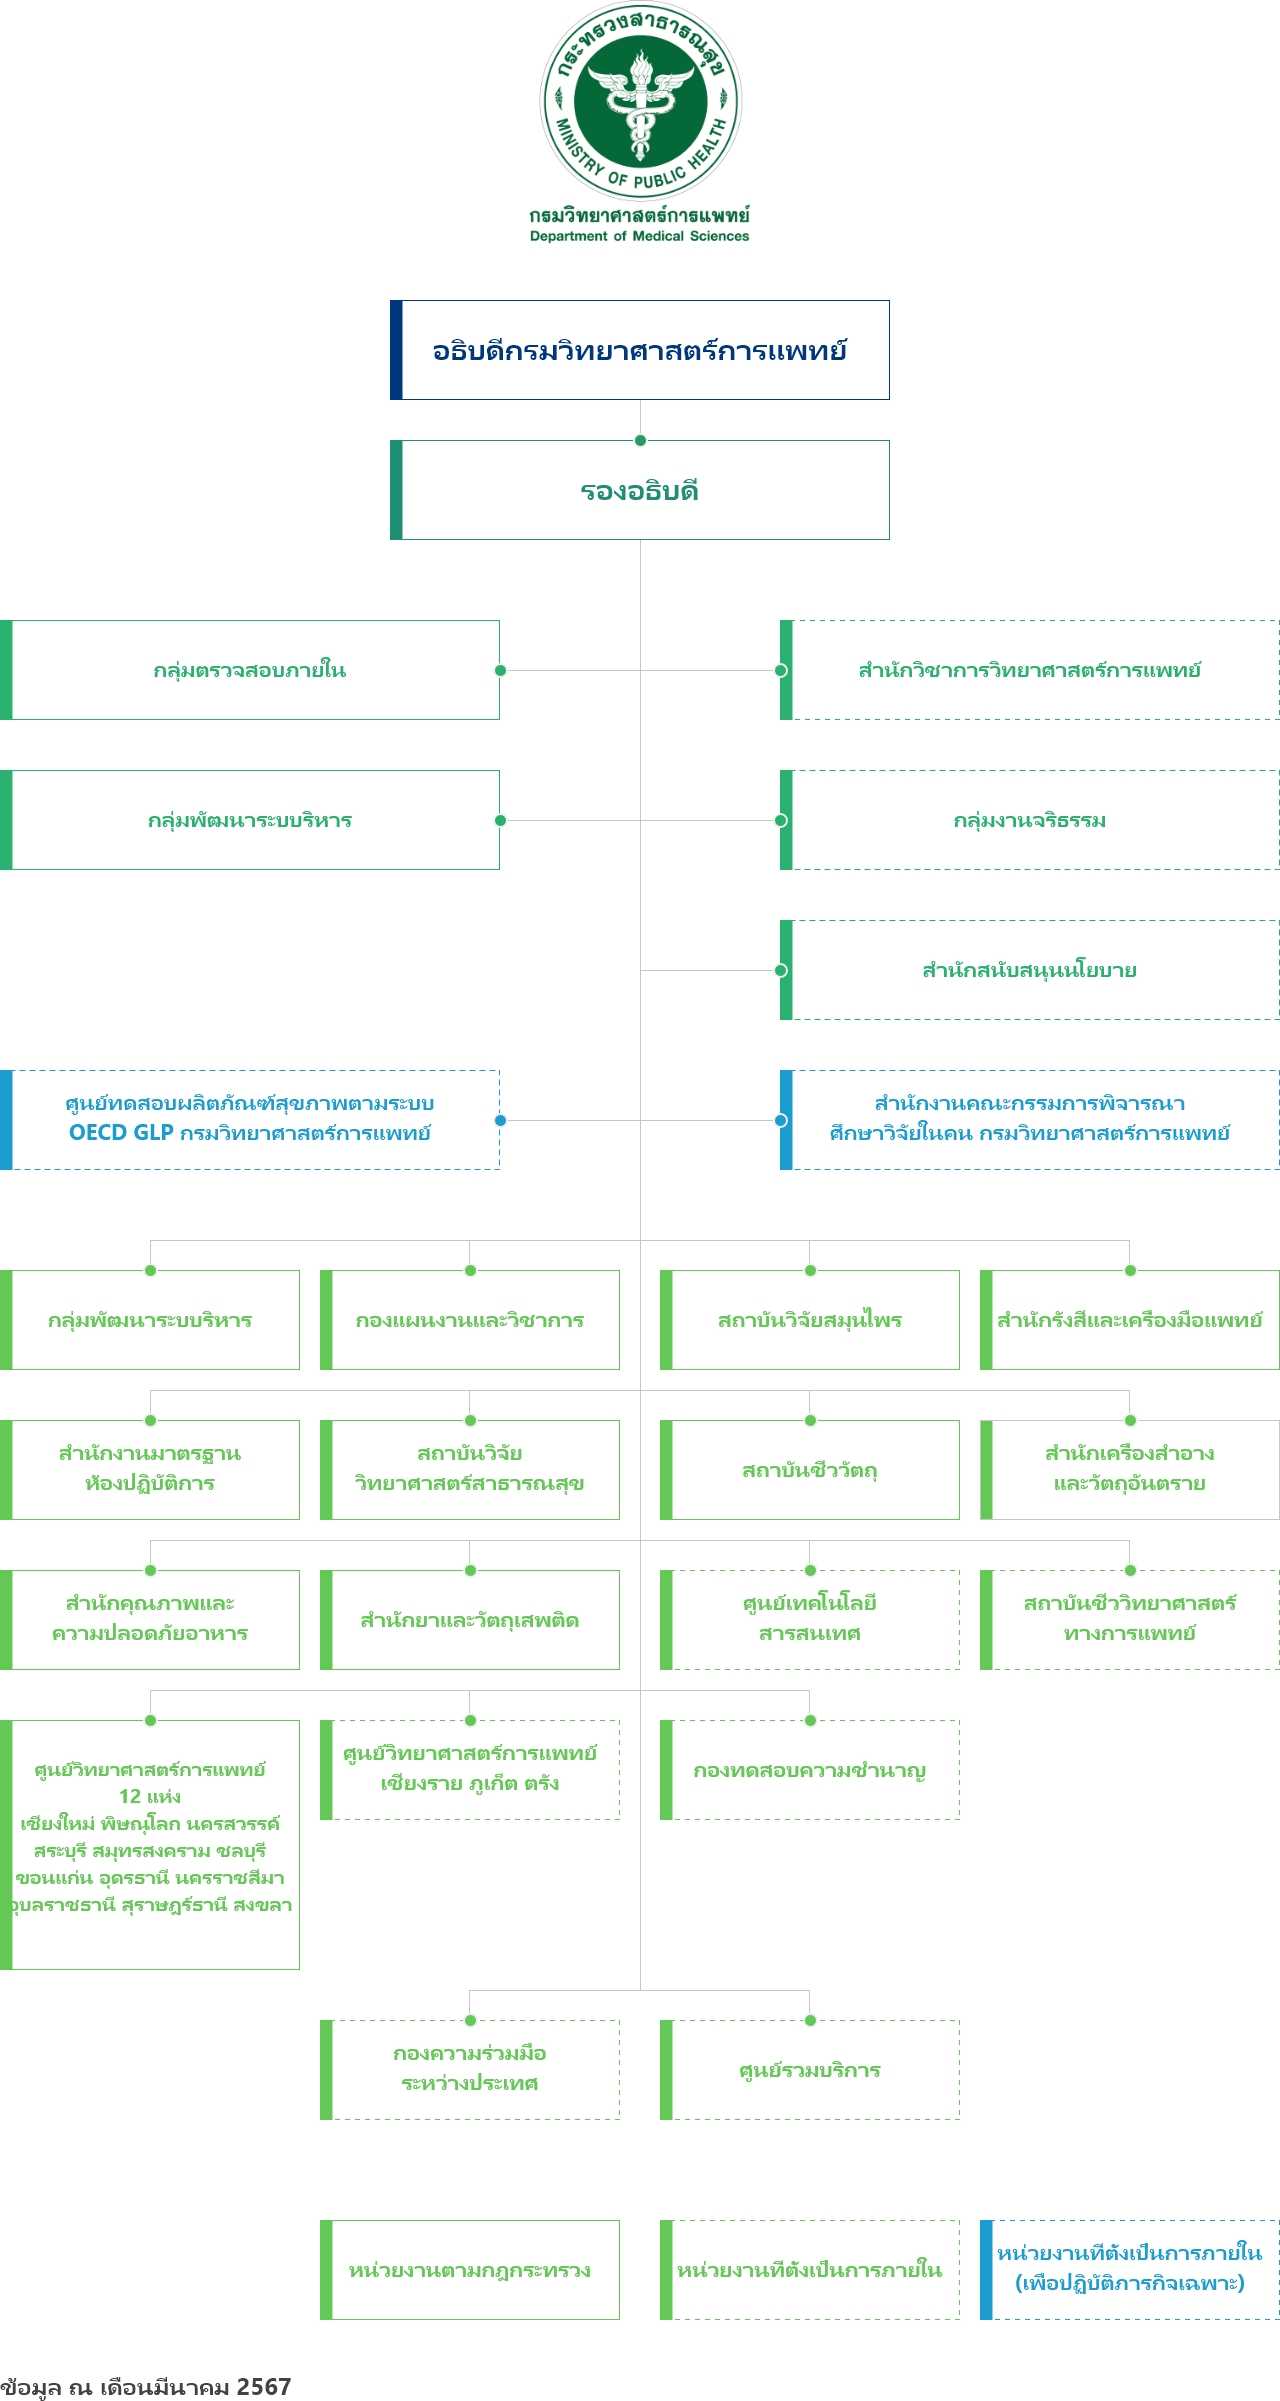 กระทรวงสาธารณสุข
MINISTRY OF PUBLIC HEALTH
กรมวิทยาศาสตร์การแพทย์
Department of Medical Sciences
อธิบดีกรมวิทยาศาสตร์การแพทย์
รองอธิบดี
กลุ่มตรวจสอบภายใน
สำนักวิชาการวิทยาศาสตร์การแพทย์
กลุ่มพัฒนาระบบริหาร
กลุ่มงานจริธรรม
สำนักสนับสนุนนโยบาย
ศูนย์ทดสอบผลิตภัณฑ์สุขภาพตามระบบ
OECD GLP กรมวิทยาศาสตร์การแพทย์
สำนักงานคณะกรรมการพิจารณา
ศึกษาวิจัยในคน กรมวิทยาศาสตร์การแพทย์
กลุ่มพัฒนาระบบริหาร
กองแผนงานและวิชาการ
สถาบันวิจัยสมุนไพร
สำนักรังสีและเครื่องมือแพทย์
สำนักงานมาตรฐาน
ห้องปฏิบัติการ
สถาบันวิจัย
วิทยาศาสตร์สาธารณสุข
สถาบันชีววัตถุ
สำนักเครื่องสำอาง
และวัตถุอันตราย
สำนักคุณภาพและ
ความปลอดภัยอาหาร
สำนักยาและวัตถุเสพติด
ศูนย์เทคโนโลยี
สารสนเทศ
สถาบันชีววิทยาศาสตร์
ทางการแพทย์
ศูนย์วิทยาศาสตร์การแพทย์
12 แห่ง
เชียงใหม่ พิษณุโลก นครสวรรค์
สระบุรี สมุทรสงคราม ชลบุรี
ขอนแก่น อุดรธานี นครราชสีมา
อุบลราชธานี สุราษฎร์ธานี สงขลา
ศูนย์วิทยาศาสตร์การแพทย์
เชียงราย ภูเก็ต ตรัง
กองทดสอบความชำนาญ
กองความร่วมมือ
ระหว่างประเทศ
ศูนย์รวมบริการ
หน่วยงานตามกฎกระทรวง
หน่วยงานที่ตั้งเป็นการภายใน
หน่วยงานที่ตั้งเป็นการภายใน
(เพื่อปฏิบัติภารกิจเฉพาะ)
ข้อมูล ณ เดือนมีนาคม 2567